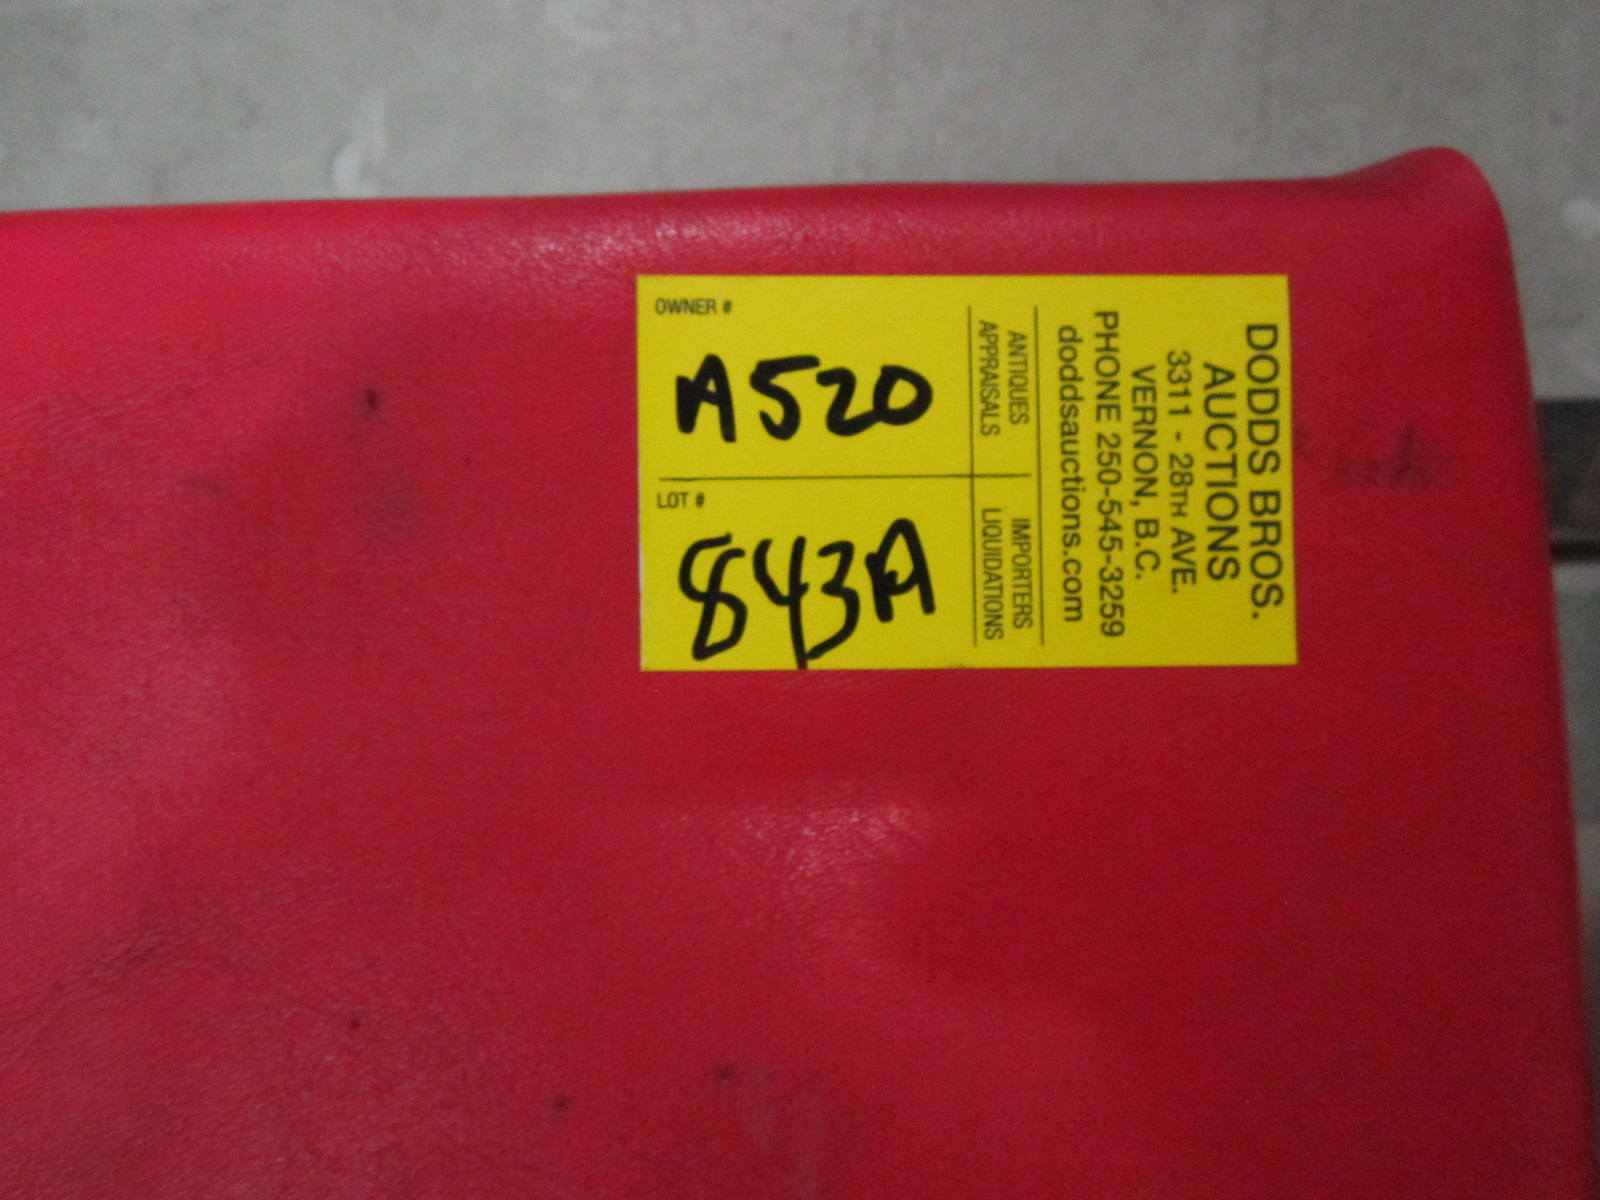 OWNER #
A520
LOT #
843A
DODDS BROS.
AUCTIONS
3311 - 28TH AVE.
VERNON, B.C.
PHONE 250-545-3259
doddsauctions.com
ANTIQUES
APPRAISALS
IMPORTERS
LIQUIDATIONS